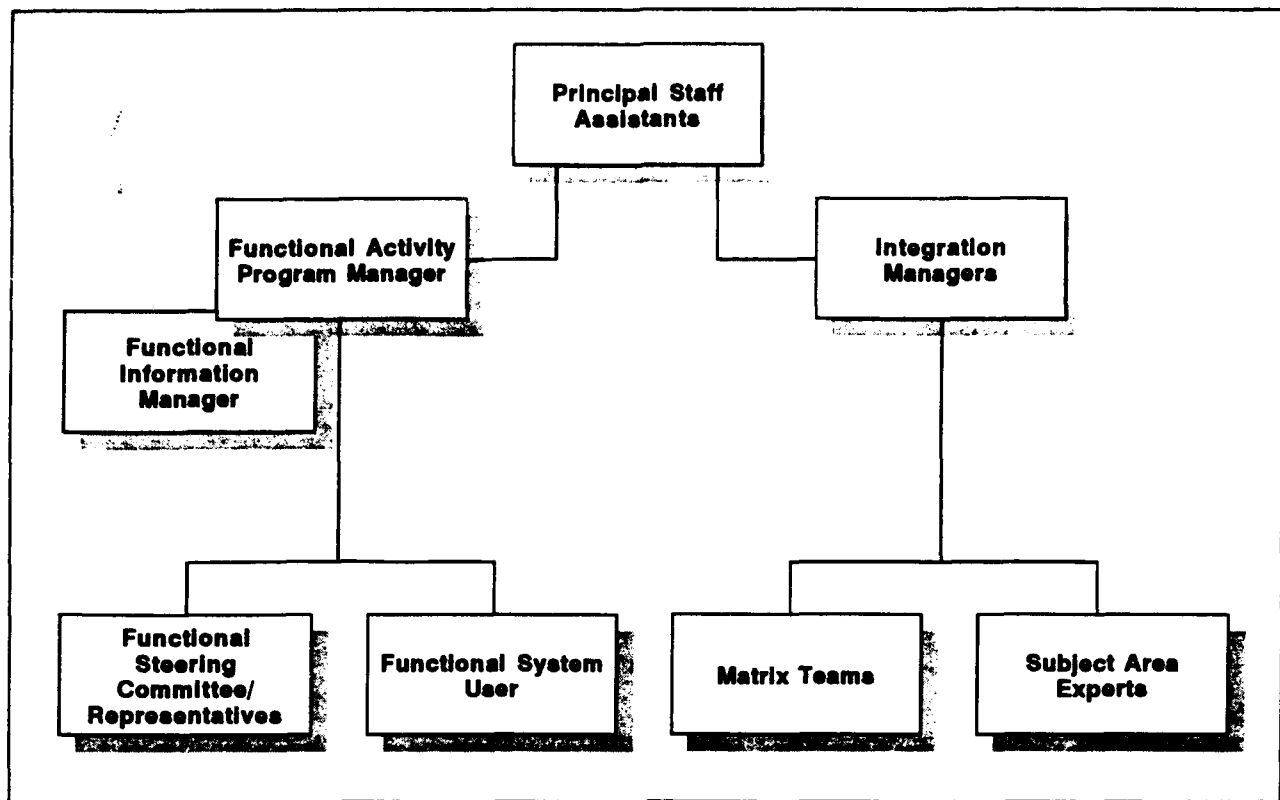 Principal Staff
Assistants
Functional Activity
Program Manager
Integration
Managers
Functional
Information
Manager
Functional
Steering
Committee/
Representatives
Functional System
User
Matrix Teams
Subject Area
Experts